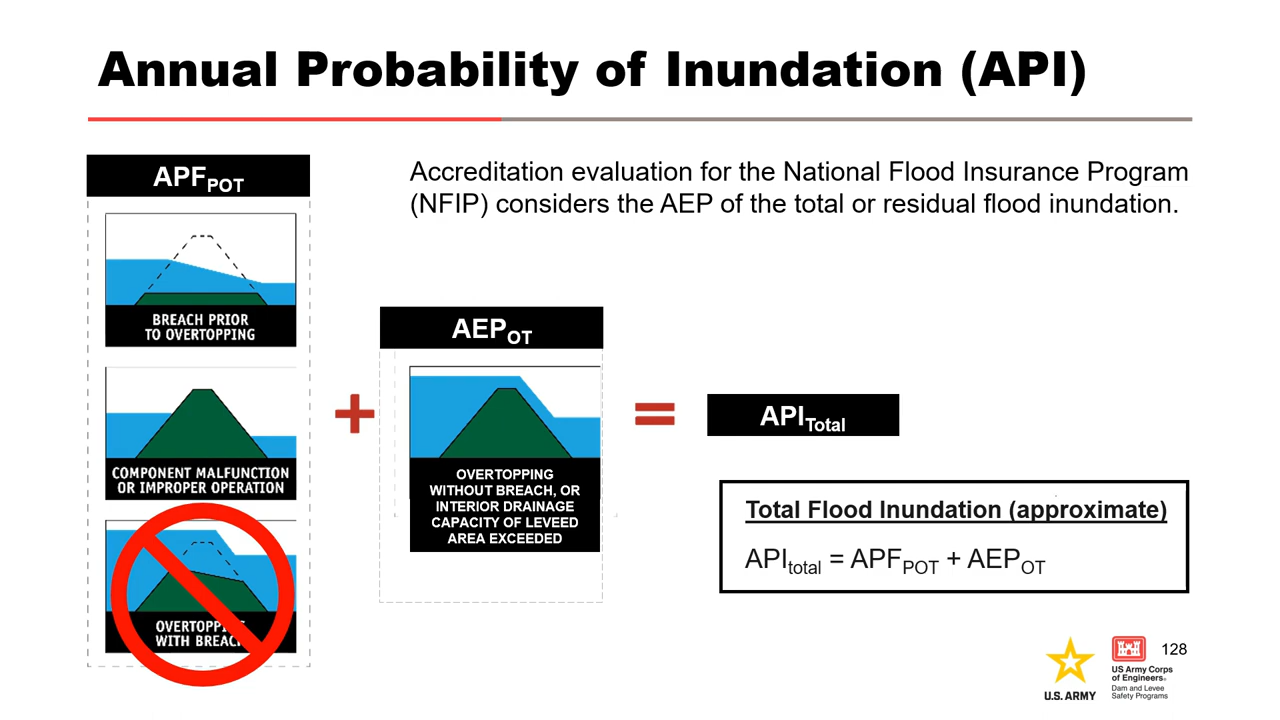 Annual Probability of Inundation (API)
APFPOT
Accreditation evaluation for the National Flood Insurance Program
(NFIP) considers the AEP of the total or residual flood inundation.
BREACH PRIOR
TO OVERTOPPING
COMPONENT MALFUNCTION
OR IMPROPER OPERATION
OVERTOPPI
WITH BREAC
+
AEPOT
OVERTOPPING
WITHOUT BREACH, OR
INTERIOR DRAINAGE
CAPACITY OF LEVEED
AREA EXCEEDED
=
APITotal
Total Flood Inundation (approximate)
APItotal = APFPOT + AEPOT
U.S. ARMY
US Army Corps
of Engineers®
Dam and Levee
Safety Programs
128